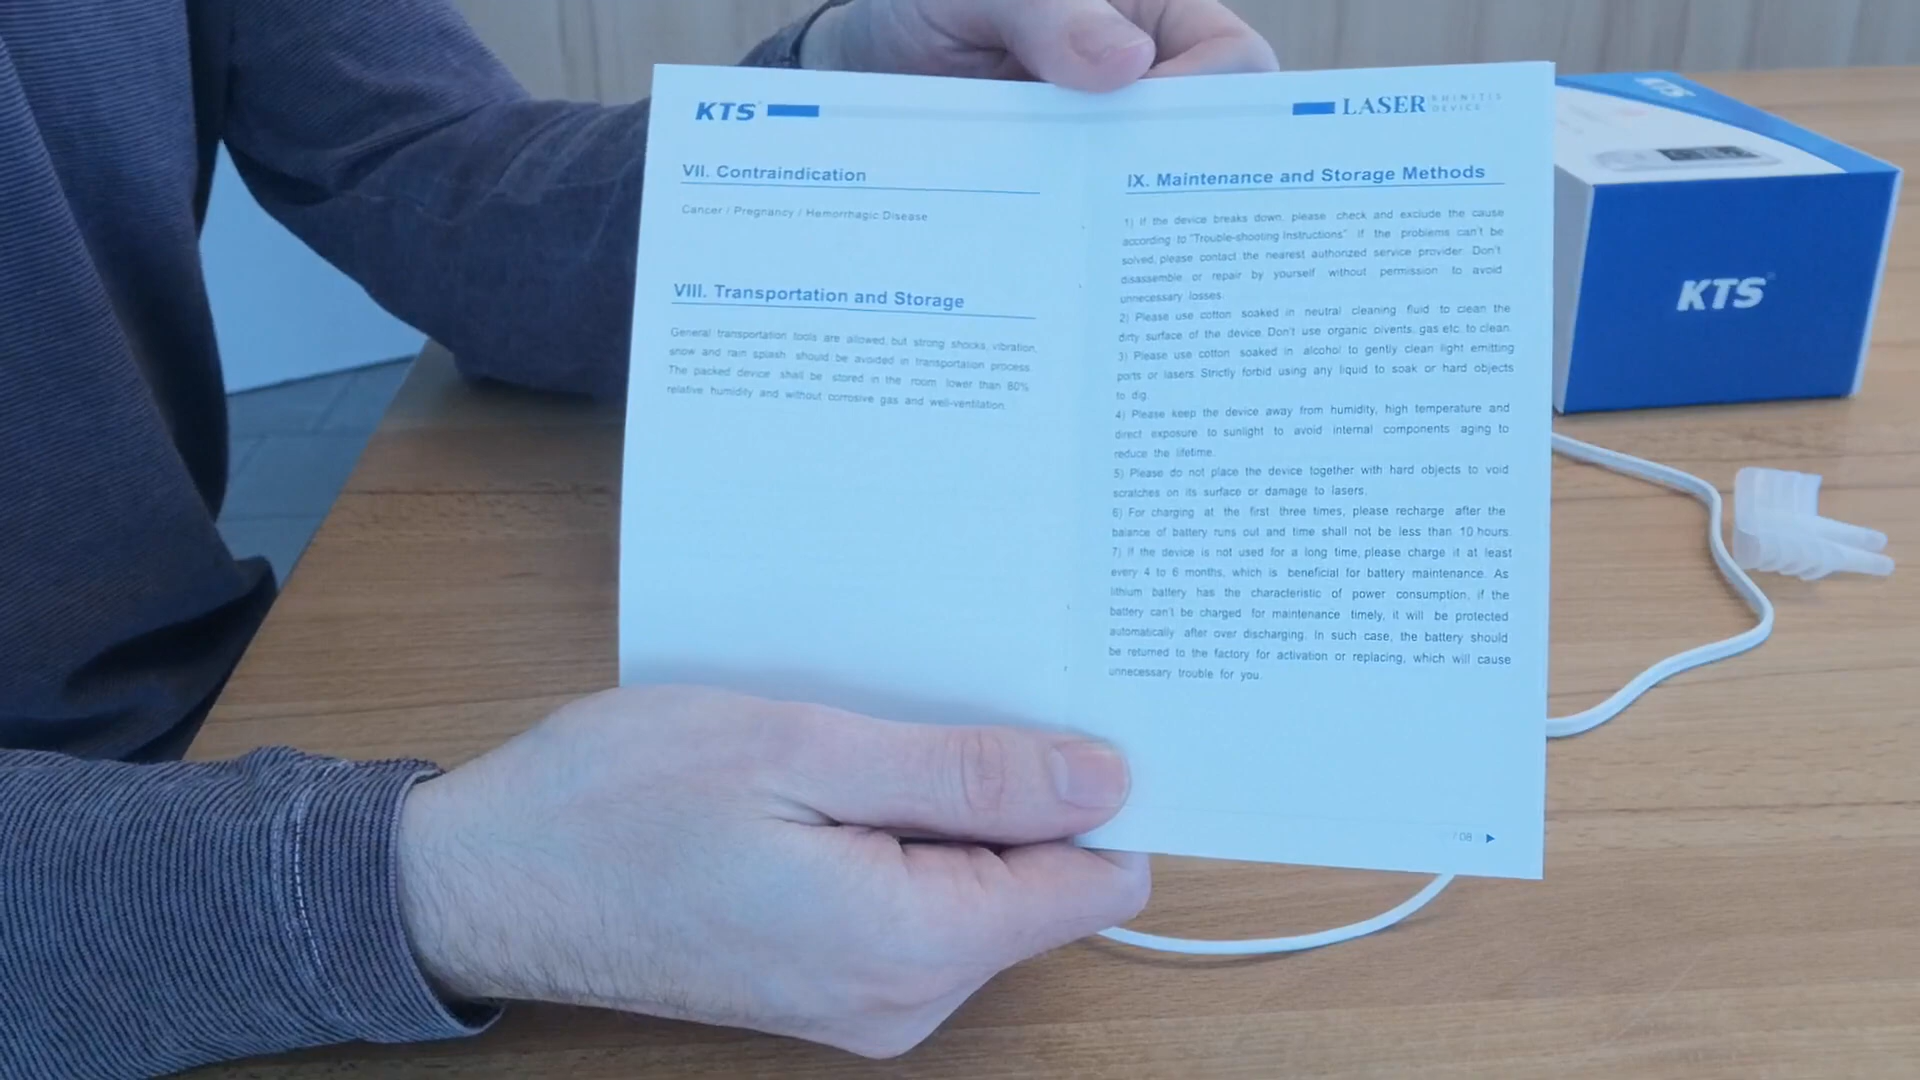 KTS
VII. Contraindication
Cancer / Pregnancy / Hemorrhagic Disease
VIII. Transportation and Storage
General transportation tools are allowed, but strong shocks, vibration,
snow and rain splash should be avoided in transportation process.
The packed device shall be stored in the room lower than 80%
relative humidity and without corrosive gas and well-ventilation.
LASER RHINITIS
DEVICE
IX. Maintenance and Storage Methods
1) If the device breaks down, please check and exclude the cause
according to "Trouble-shooting Instructions". If the problems can't be
solved, please contact the nearest authorized service provider. Don't
disassemble or repair by yourself without permission to avoid
unnecessary losses.
2) Please use cotton soaked in neutral cleaning fluid to clean the
dirty surface of the device. Don't use organic olvents, gas etc. to clean.
3) Please use cotton soaked in alcohol to gently clean light emitting
ports or lasers. Strictly forbid using any liquid to soak or hard objects
to dig.
4) Please keep the device away from humidity, high temperature and
direct exposure to sunlight to avoid internal components aging to
reduce the lifetime.
5) Please do not place the device together with hard objects to void
scratches on its surface or damage to lasers.
6) For charging at the first three times, please recharge after the
balance of battery runs out and time shall not be less than 10 hours.
7) If the device is not used for a long time, please charge it at least
every 4 to 6 months, which is beneficial for battery maintenance. As
lithium battery has the characteristic of power consumption, if the
battery can't be charged for maintenance timely, it will be protected
automatically after over discharging. In such case, the battery should
be returned to the factory for activation or replacing, which will cause
unnecessary trouble for you.
/ 08
KTS
KTS